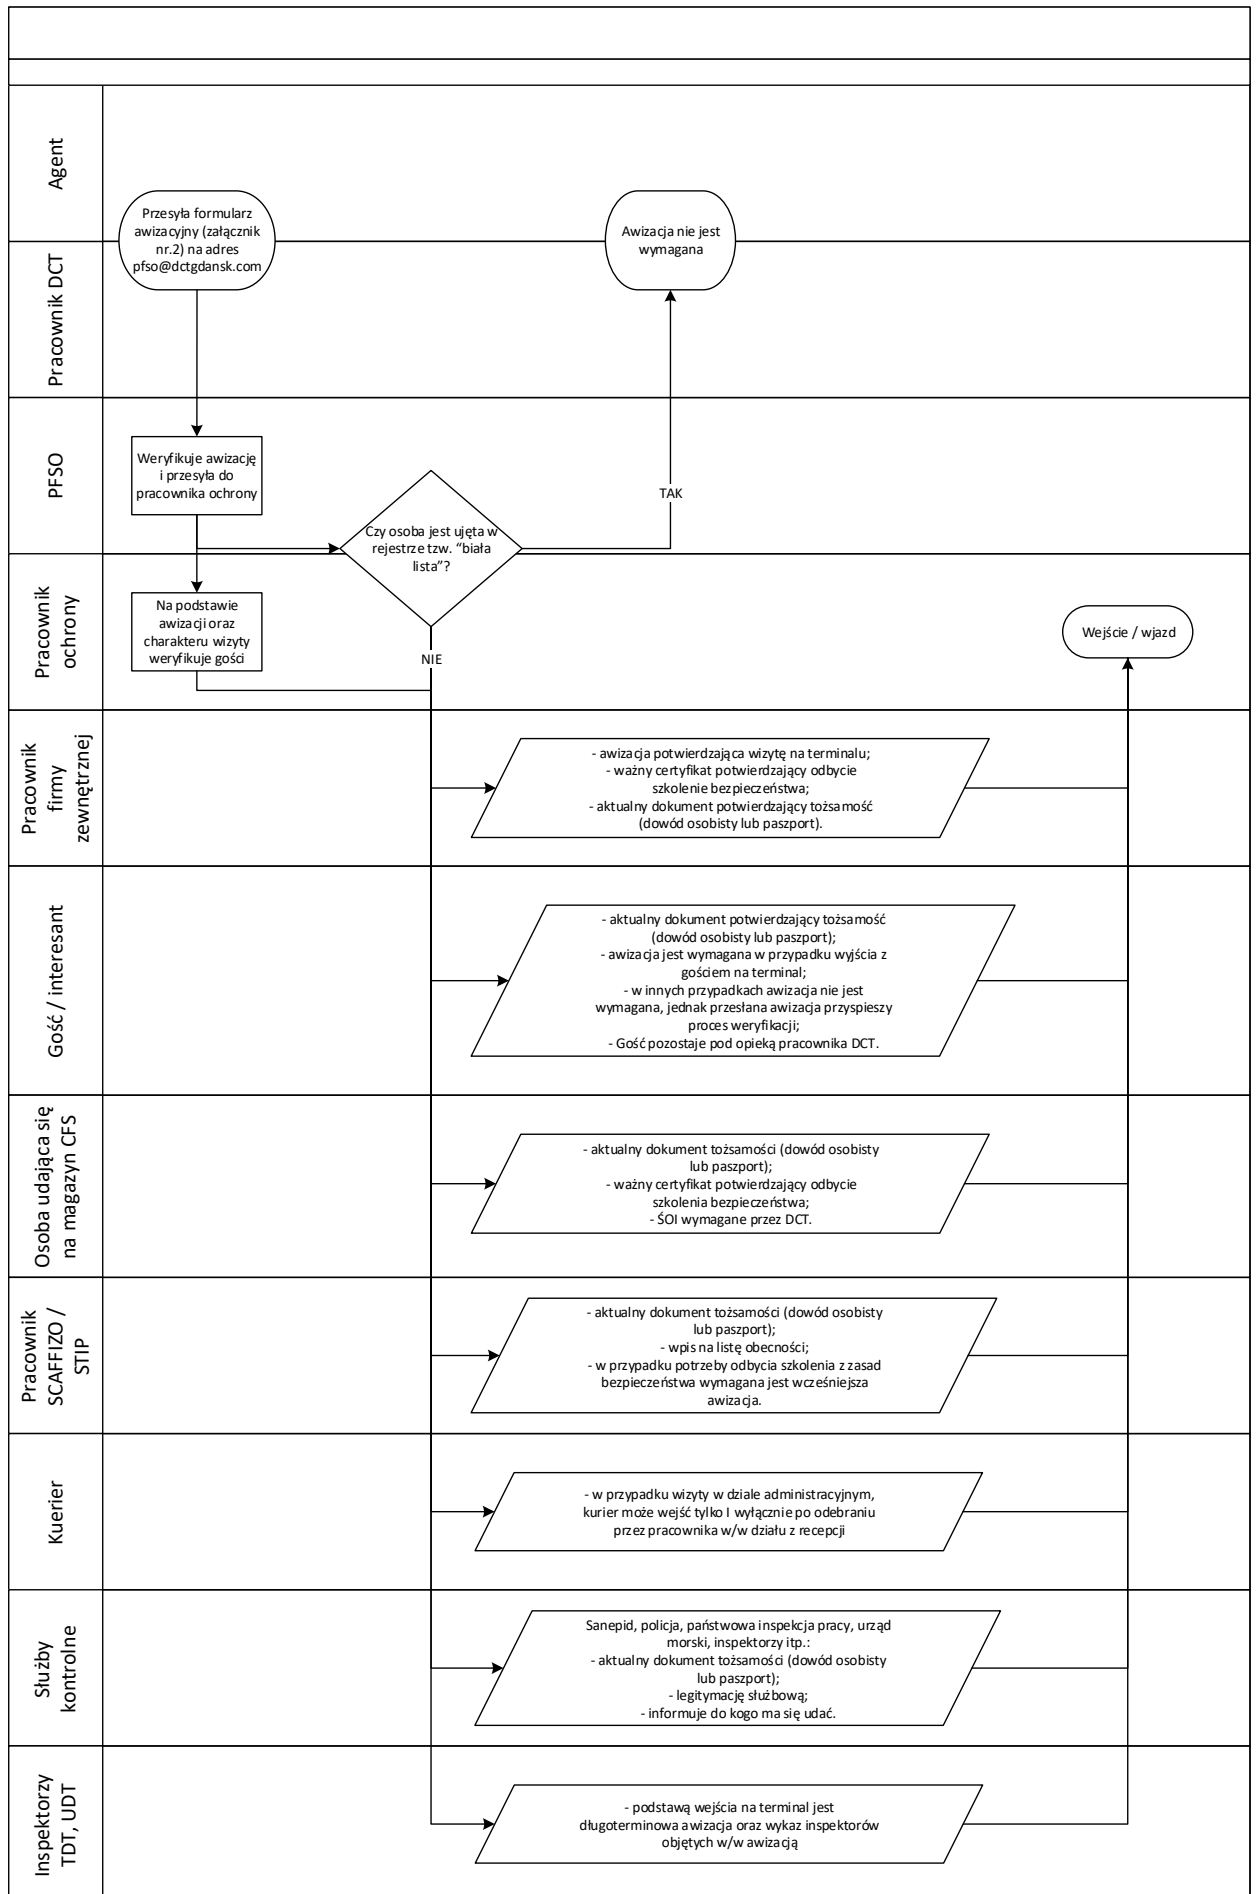 Agent
Przesyła formularz
awizacyjny (załącznik
nr.2) na adres
pfso@dctgdansk.com
Awizacja nie jest
wymagana
Pracownik DCT
PFSO
Weryfikuje awizację
i przesyła do
pracownika ochrony
Czy osoba jest ujęta w
rejestrze tzw. “biała
lista”?
TAK
Pracownik
ochrony
Na podstawie
awizacji oraz
charakteru wizyty
weryfikuje gości
NIE
Wejście / wjazd
Pracownik
firmy
zewnętrznej
- awizacja potwierdzająca wizytę na terminalu;
- ważny certyfikat potwierdzający odbycie
szkolenie bezpieczeństwa;
- aktualny dokument potwierdzający tożsamość
(dowód osobisty lub paszport).
Gość / interesant
- aktualny dokument potwierdzający tożsamość
(dowód osobisty lub paszport);
- awizacja jest wymagana w przypadku wyjścia z
gościem na terminal;
- w innych przypadkach awizacja nie jest
wymagana, jednak przesłana awizacja przyspieszy
proces weryfikacji;
- Gość pozostaje pod opieką pracownika DCT.
Osoba udająca się
na magazyn CFS
- aktualny dokument tożsamości (dowód osobisty
lub paszport);
- ważny certyfikat potwierdzający odbycie
szkolenia bezpieczeństwa;
- ŚOI wymagane przez DCT.
Pracownik
SCAFFIZO /
STIP
- aktualny dokument tożsamości (dowód osobisty
lub paszport);
- wpis na listę obecności;
- w przypadku potrzeby odbycia szkolenia z zasad
bezpieczeństwa wymagana jest wcześniejsza
awizacja.
Kuerier
- w przypadku wizyty w dziale administracyjnym,
kurier może wejść tylko I wyłącznie po odebraniu
przez pracownika w/w działu z recepcji
Służby
kontrolne
Sanepid, policja, państwowa inspekcja pracy, urząd
morski, inspektorzy itp.:
- aktualny dokument tożsamości (dowód osobisty
lub paszport);
- legitymację służbową;
- informuje do kogo ma się udać.
Inspektorzy
TDT, UDT
- podstawą wejścia na terminal jest
długoterminowa awizacja oraz wykaz inspektorów
objętych w/w awizacją